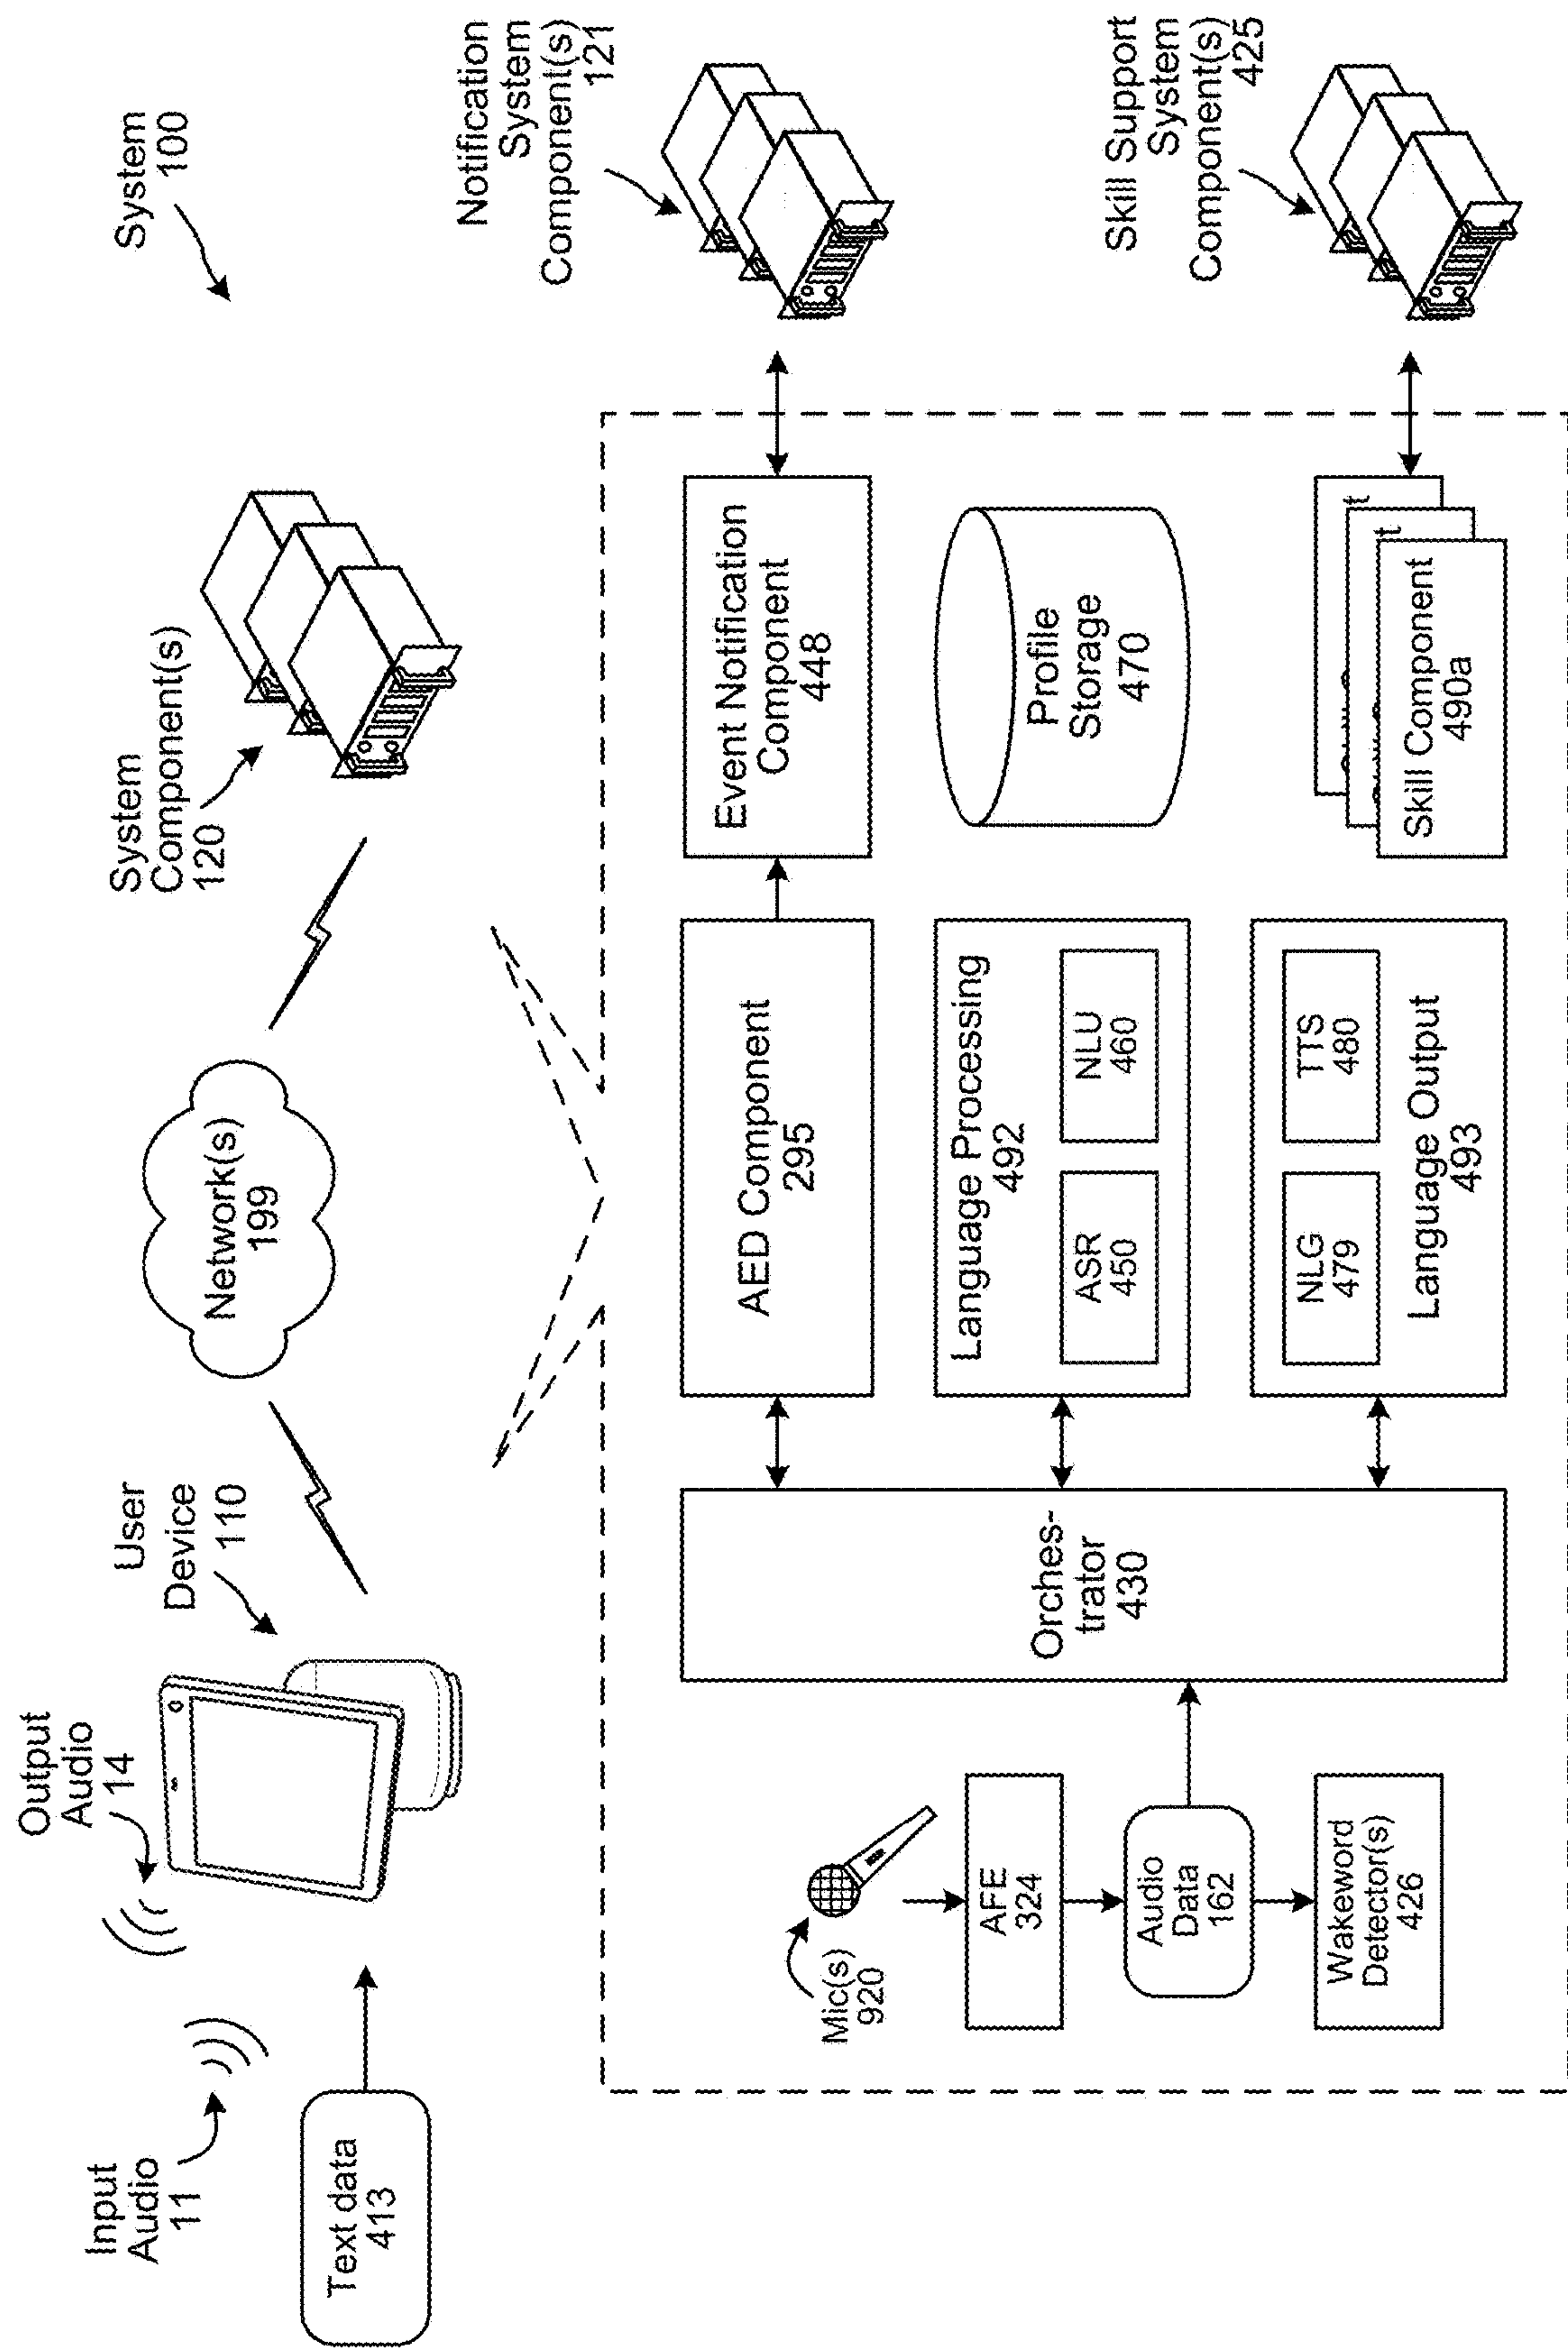 System
100
Input
Audio
11
Text data
413
Output
Audio
14
User
Device
110
Network(s)
199
System
Component(s)
120
Notification
System
Component(s)
121
Skill Support
System
Component(s)
425
Mic(s)
920
AFE
324
Audio
Data
162
Wakeword
Detector(s)
426
Orches-
trator
430
AED Component
295
Language Processing
492
ASR
450
NLU
460
NLG
479
TTS
480
Language Output
493
Event Notification
Component
448
Profile
Storage
470
t
t
Skill Component
490a